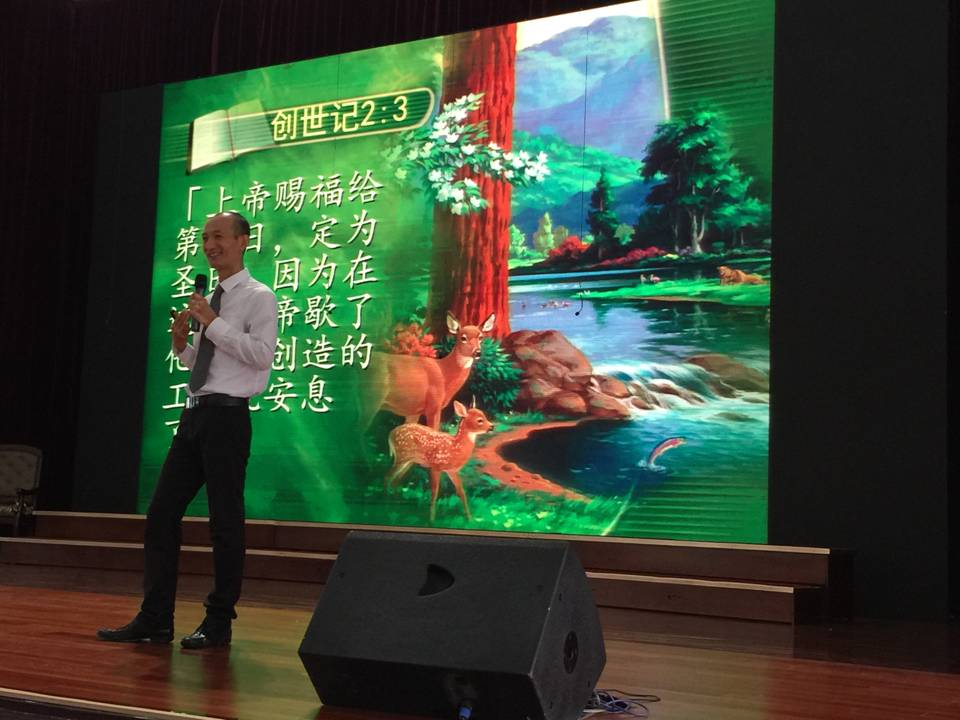 创世记2:3
「上帝赐福给
第 日，定为
圣 因为在
帝歇了
创造的
工 安息